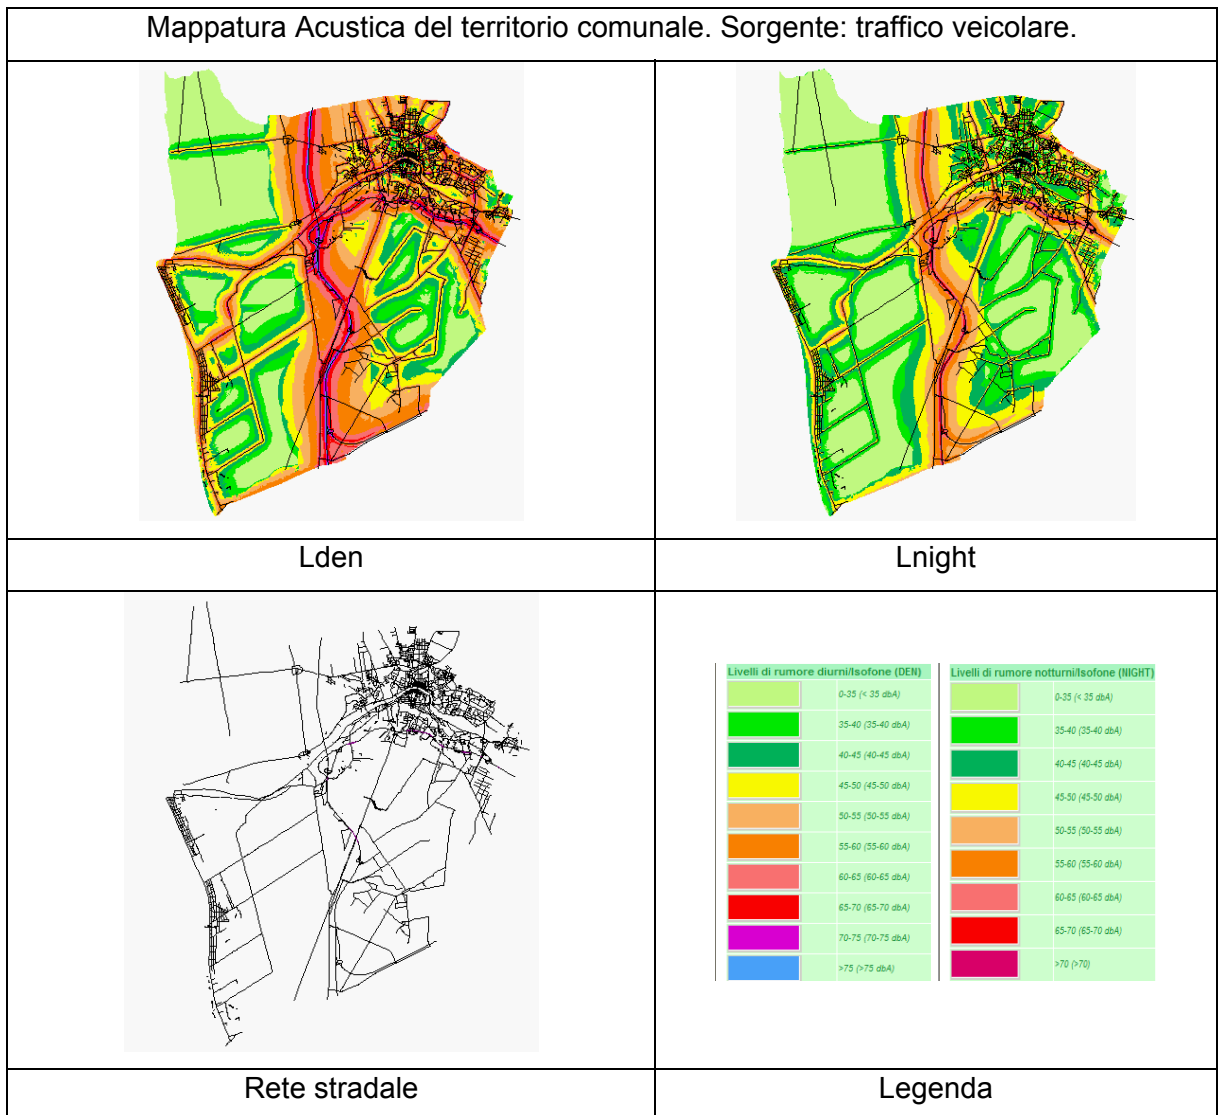 Mappatura Acustica del territorio comunale. Sorgente: traffico veicolare.
Lden
Lnight
Livelli di rumore diurni/Isofone (DEN)
0-35 (< 35 dbA)
35-40 (35-40 dbA)
40-45 (40-45 dbA)
45-50 (45-50 dbA)
50-55 (50-55 dbA)
55-60 (55-60 dbA)
60-65 (60-65 dbA)
65-70 (65-70 dbA)
70-75 (70-75 dbA)
>75 (>75 dbA)
Livelli di rumore notturni/Isofone (NIGHT)
0-35 (< 35 dbA)
35-40 (35-40 dbA)
40-45 (40-45 dbA)
45-50 (45-50 dbA)
50-55 (50-55 dbA)
55-60 (55-60 dbA)
60-65 (60-65 dbA)
65-70 (65-70 dbA)
>70 (>70)
Rete stradale
Legenda